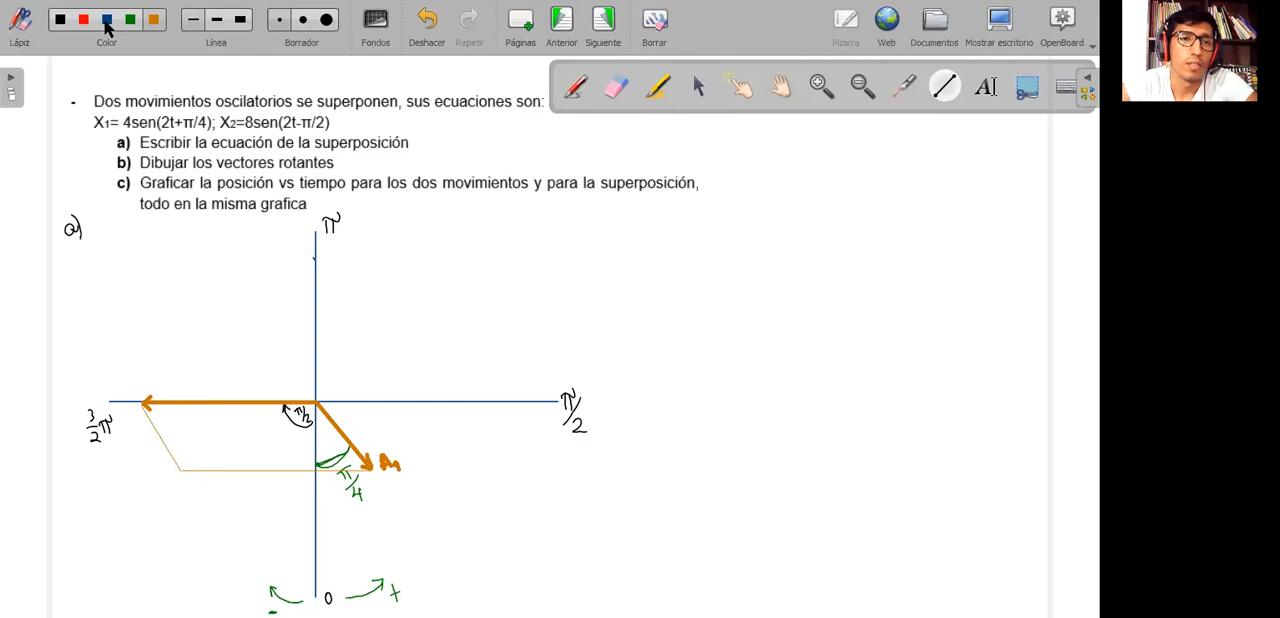 Lápiz
Color
Línea
Borrador
Fondos
Deshacer
Repetir
Páginas
Anterior
Siguiente
Borrar
Pizarra
Web
Documentos
Mostrar escritorio
OpenBoard
- Dos movimientos oscilatorios se superponen, sus ecuaciones son:
X1= 4sen(2t+π/4); X2=8sen(2t-π/2)
a) Escribir la ecuación de la superposición
b) Dibujar los vectores rotantes
c) Graficar la posición vs tiempo para los dos movimientos y para la superposición,
todo en la misma grafica
a)
π
π/2
3/2 π
π/2
A1
π/4
0
+
-